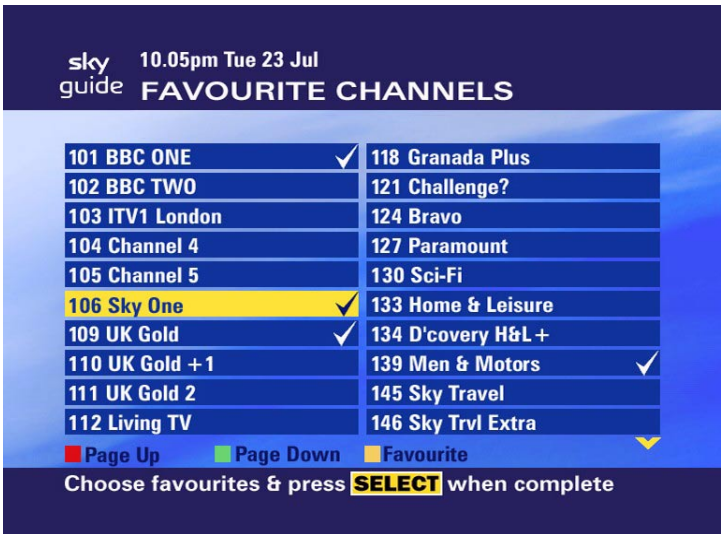 sky guide
10.05pm Tue 23 Jul
FAVOURITE CHANNELS
101 BBC ONE
102 BBC TWO
103 ITV1 London
104 Channel 4
105 Channel 5
106 Sky One
109 UK Gold
110 UK Gold +1
111 UK Gold 2
112 Living TV
118 Granada Plus
121 Challenge?
124 Bravo
127 Paramount
130 Sci-Fi
133 Home & Leisure
134 D'covery H&L+
139 Men & Motors
145 Sky Travel
146 Sky Trvl Extra
Page Up Page Down Favourite
Choose favourites & press SELECT when complete